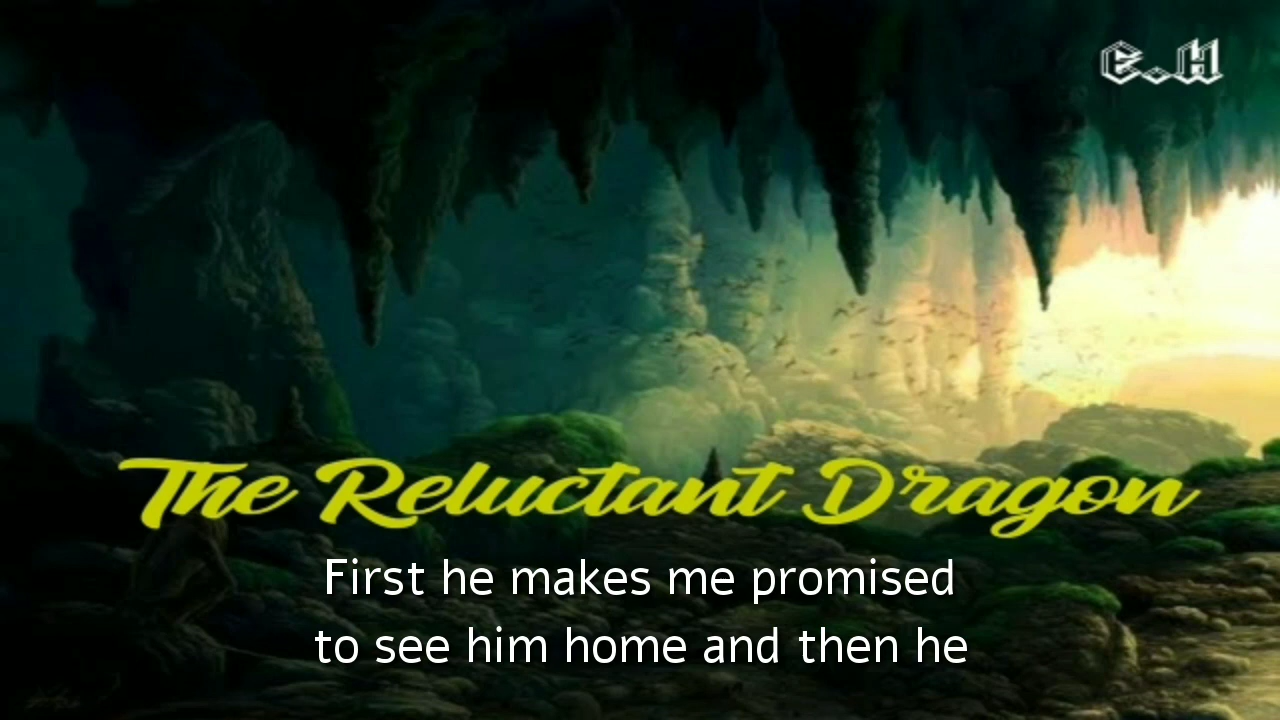 C.H
The Reluctant Dragon
First he makes me promised
to see him home and then he